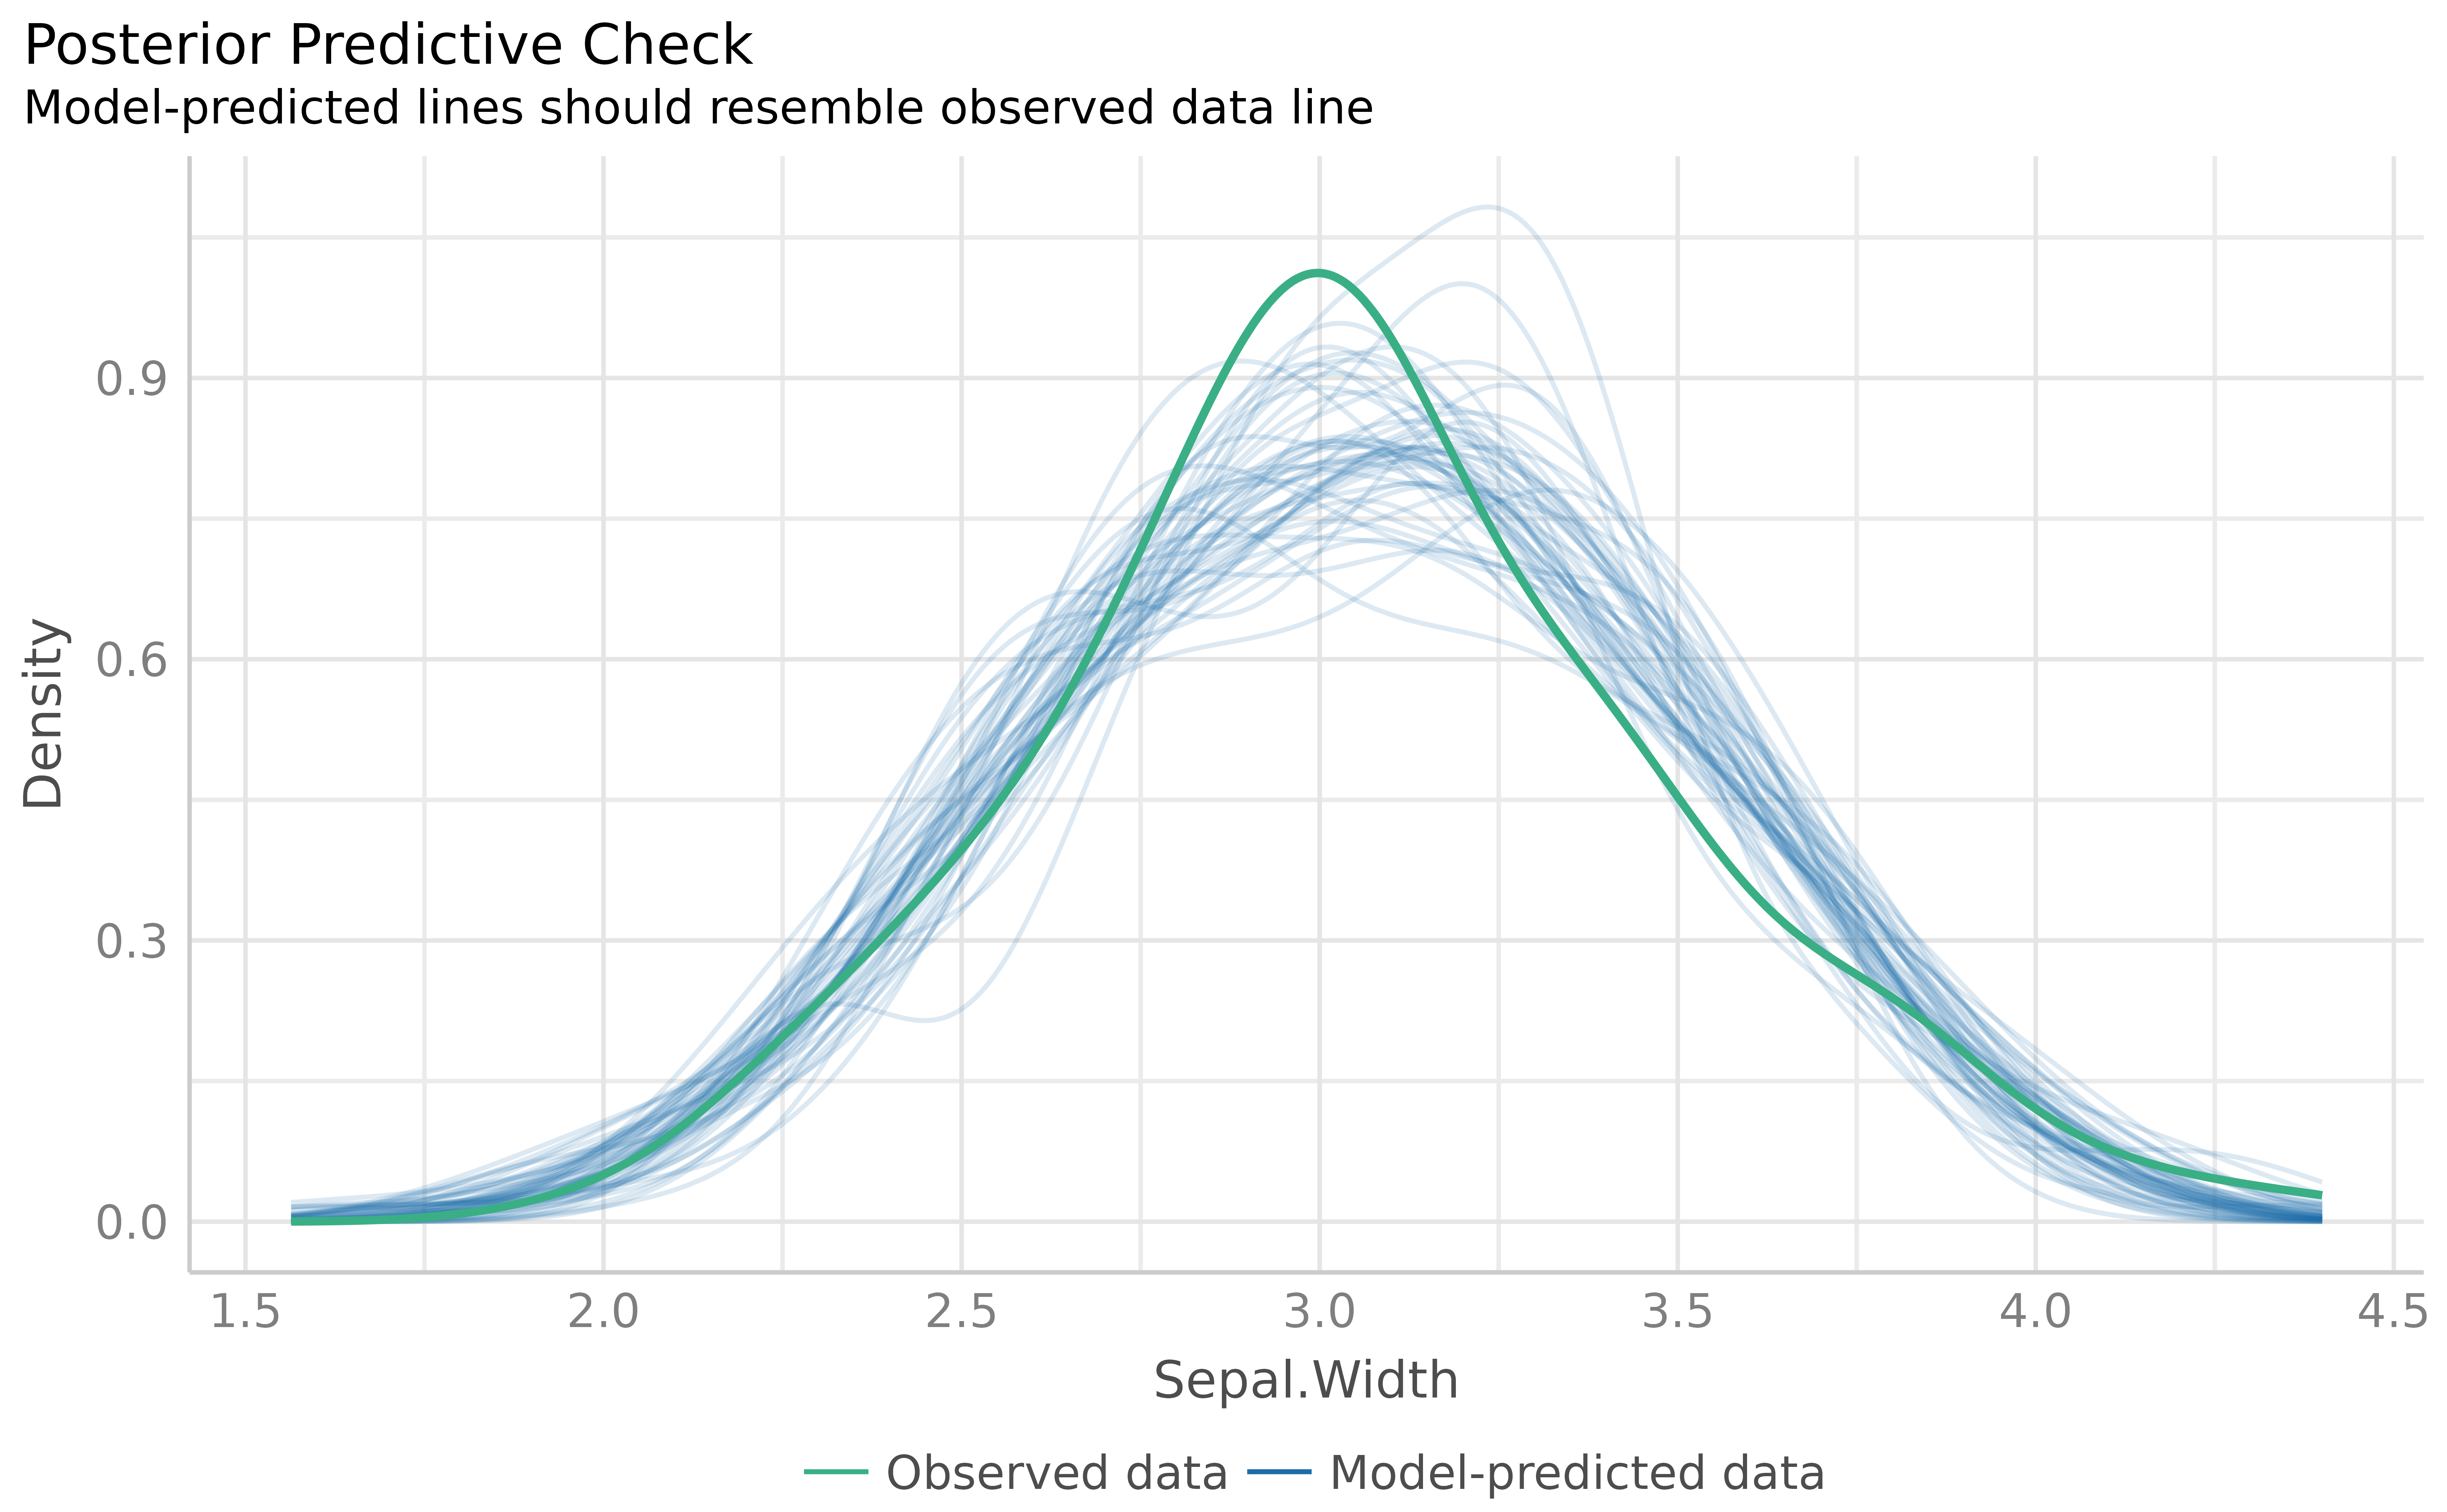 Posterior Predictive Check
Model-predicted lines should resemble observed data line
Density
0.9
0.6
0.3
0.0
1.5 2.0 2.5 3.0 3.5 4.0 4.5
Sepal.Width
Observed data Model-predicted data